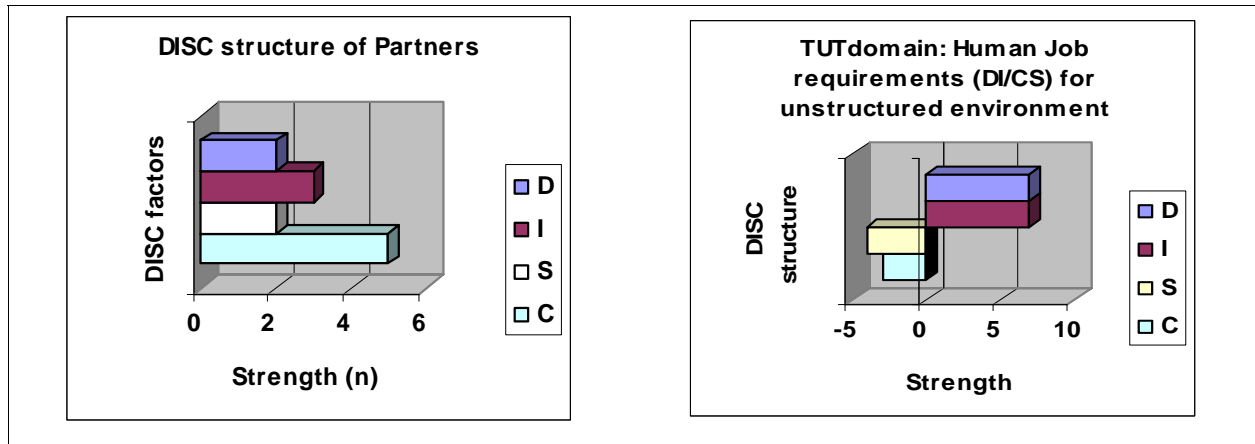 DISC structure of Partners
DISC factors
0 2 4 6
Strength (n)
D
I
S
C
TUTdomain: Human Job
requirements (DI/CS) for
unstructured environment
DISC
structure
-5 0 5 10
Strength
D
I
S
C